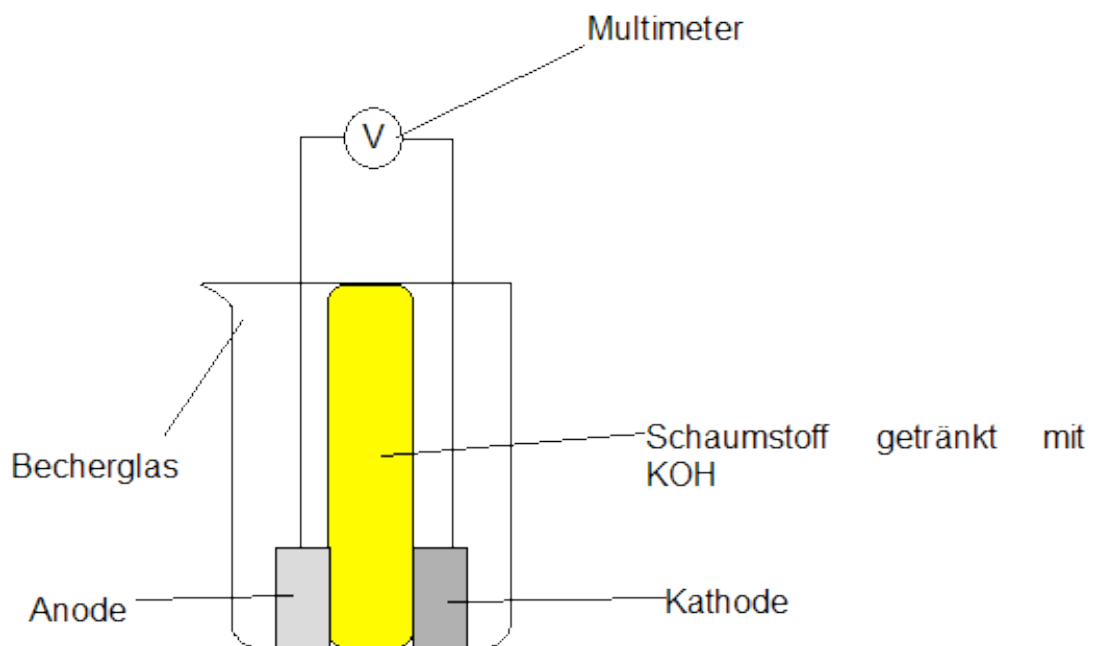 Multimeter
V
Becherglas
Schaumstoff getränkt mit
KOH
Anode
Kathode